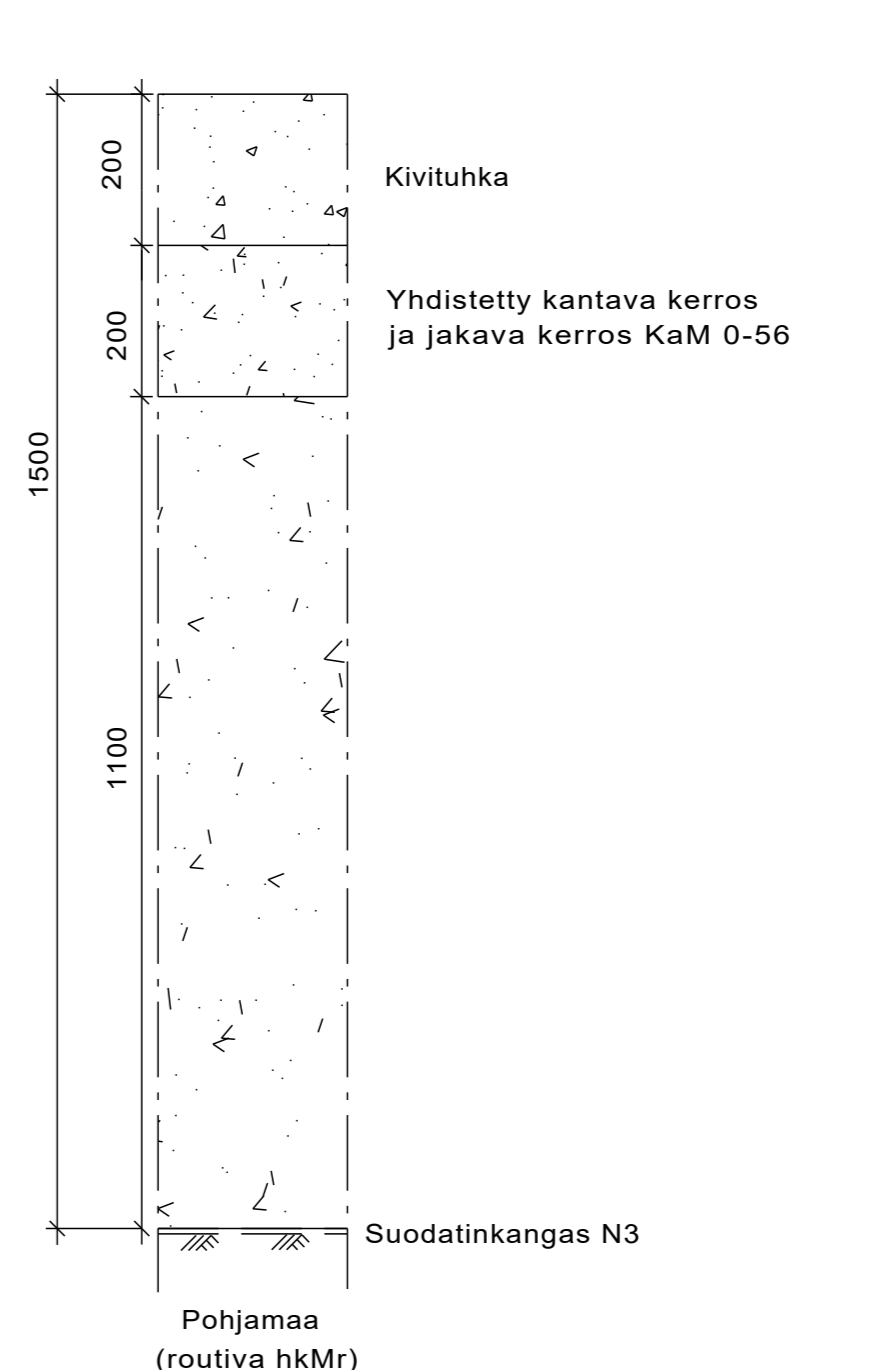 200
Kivituhka
200
Yhdistetty kantava kerros
ja jakava kerros KaM 0-56
1500
1100
Suodatinkangas N3
Pohjamaa
(routiva hkMr)